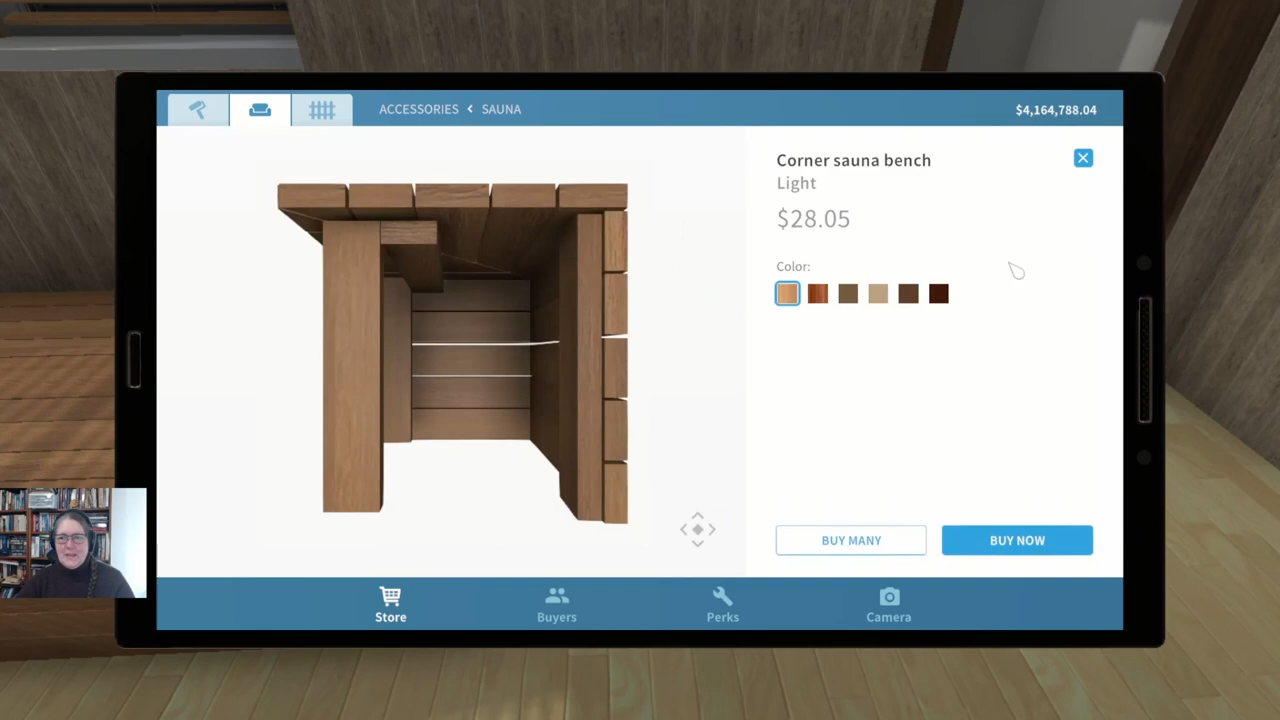 ACCESSORIES < SAUNA
$4,164,788.04
Corner sauna bench
Light
$28.05
Color:
BUY MANY
BUY NOW
Store
Buyers
Perks
Camera